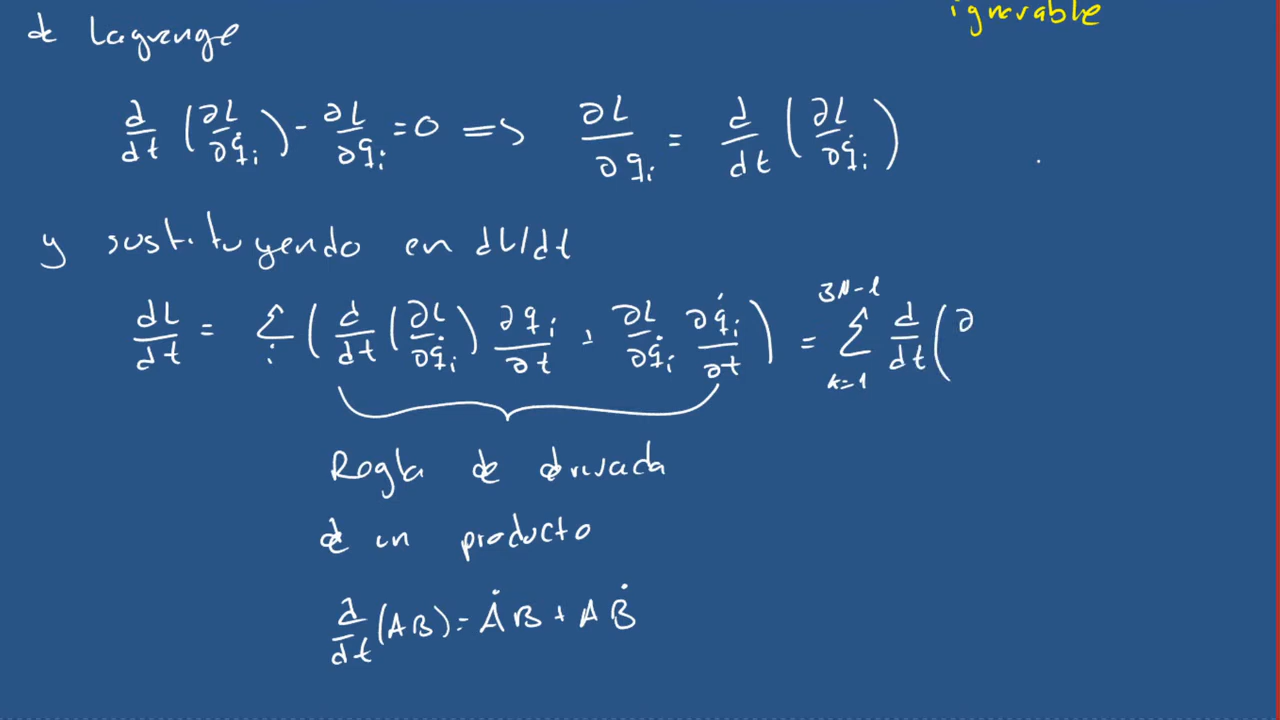 ignorable
de Lagrange
d/dt (∂L/∂q̇ᵢ) - ∂L/∂qᵢ = 0 => ∂L/∂qᵢ = d/dt (∂L/∂q̇ᵢ)
y sustituyendo en dL/dt
dL/dt = Σᵢ ( d/dt (∂L/∂q̇ᵢ) ∂qᵢ/∂t + ∂L/∂q̇ᵢ ∂q̇ᵢ/∂t ) = Σ_{k=1}^{3N-l} d/dt (∂
Regla de derivada
de un producto
d/dt (AB) = ȦB + AḂ